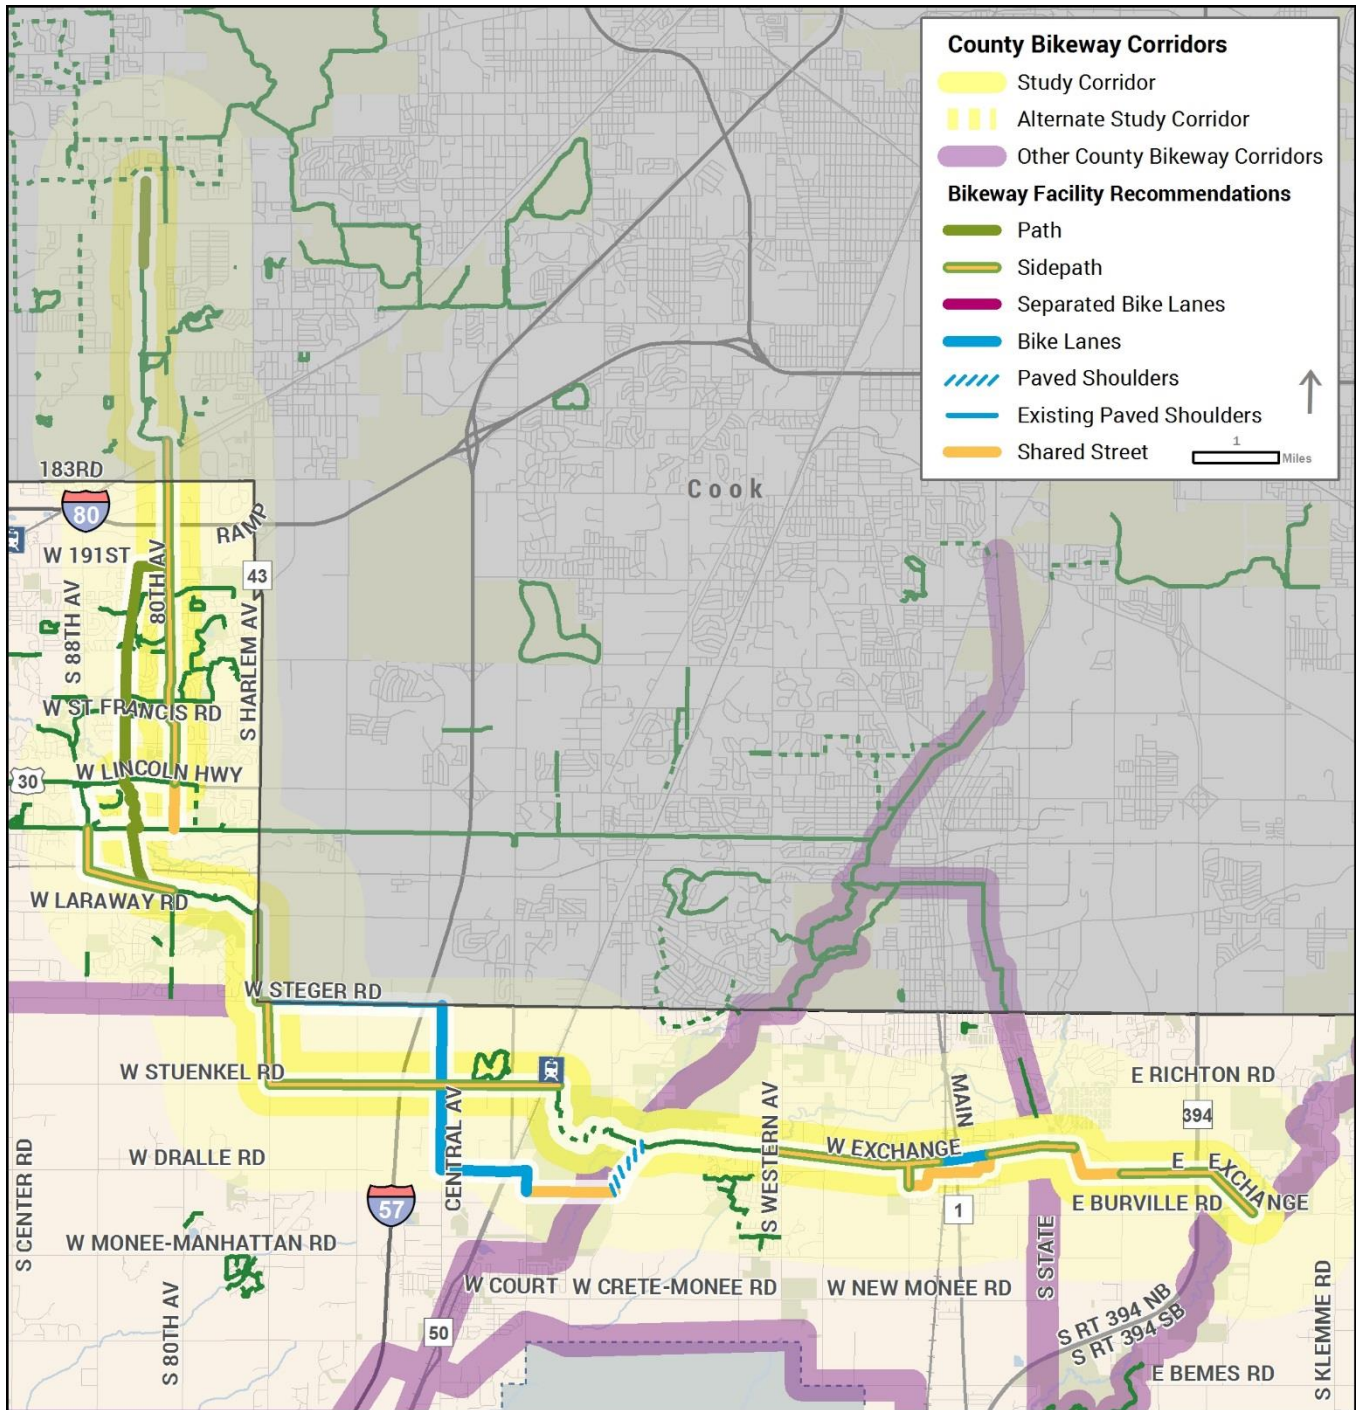 County Bikeway Corridors
Study Corridor
Alternate Study Corridor
Other County Bikeway Corridors
Bikeway Facility Recommendations
Path
Sidepath
Separated Bike Lanes
Bike Lanes
Paved Shoulders
Existing Paved Shoulders
Shared Street
1
Miles
183RD
Cook
80
RAMP
W 191ST
80TH AV
43
S 88TH AV
S HARLEM AV
W ST FRANCIS RD
W LINCOLN HWY
30
W LARAWAY RD
W STEGER RD
W STUENKEL RD
CENTRAL AV
S WESTERN AV
MAIN
E RICHTON RD
394
W EXCHANGE
E EXCHANGE
S CENTER RD
W DRALLE RD
57
1
E BURVILLE RD
W MONEE-MANHATTAN RD
S 80TH AV
W COURT
W CRETE-MONEE RD
W NEW MONEE RD
S STATE
50
S RT 394 NB
S RT 394 SB
E BEMES RD
S KLEMME RD